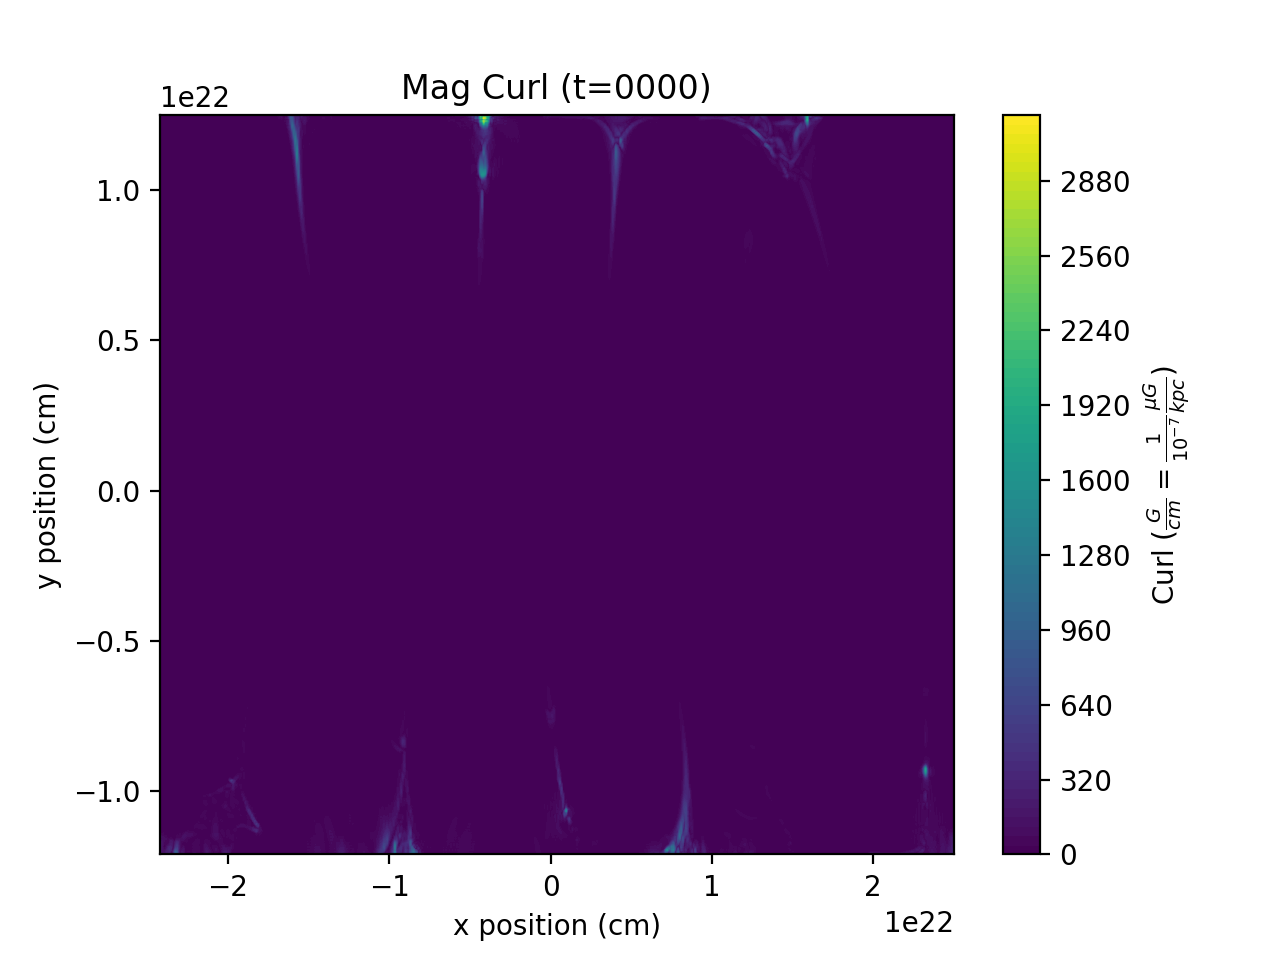 Mag Curl (t=0000)
1e22
1.0
0.5
0.0
−0.5
−1.0
y position (cm)
−2 −1 0 1 2
x position (cm)
1e22
2880
2560
2240
1920
1600
1280
960
640
320
0
Curl (G/cm = 1/10⁻⁷ μG/kpc)